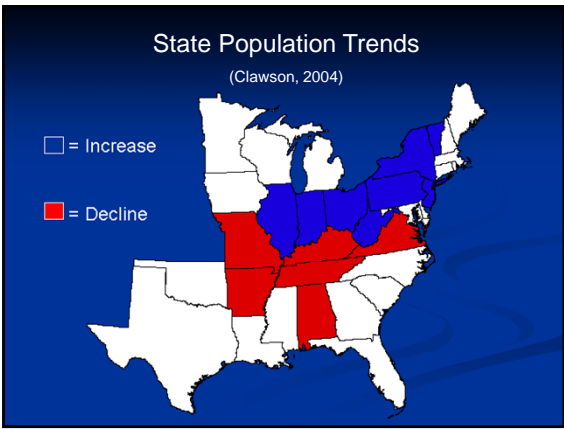 State Population Trends
(Clawson, 2004)
= Increase
= Decline